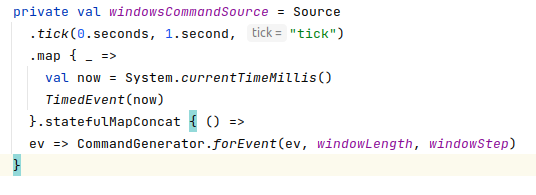 private val windowsCommandSource = Source
.tick(0.seconds, 1.second, tick = "tick")
.map { _ =>
val now = System.currentTimeMillis()
TimedEvent(now)
}.statefulMapConcat { () =>
ev => CommandGenerator.forEvent(ev, windowLength, windowStep)
}